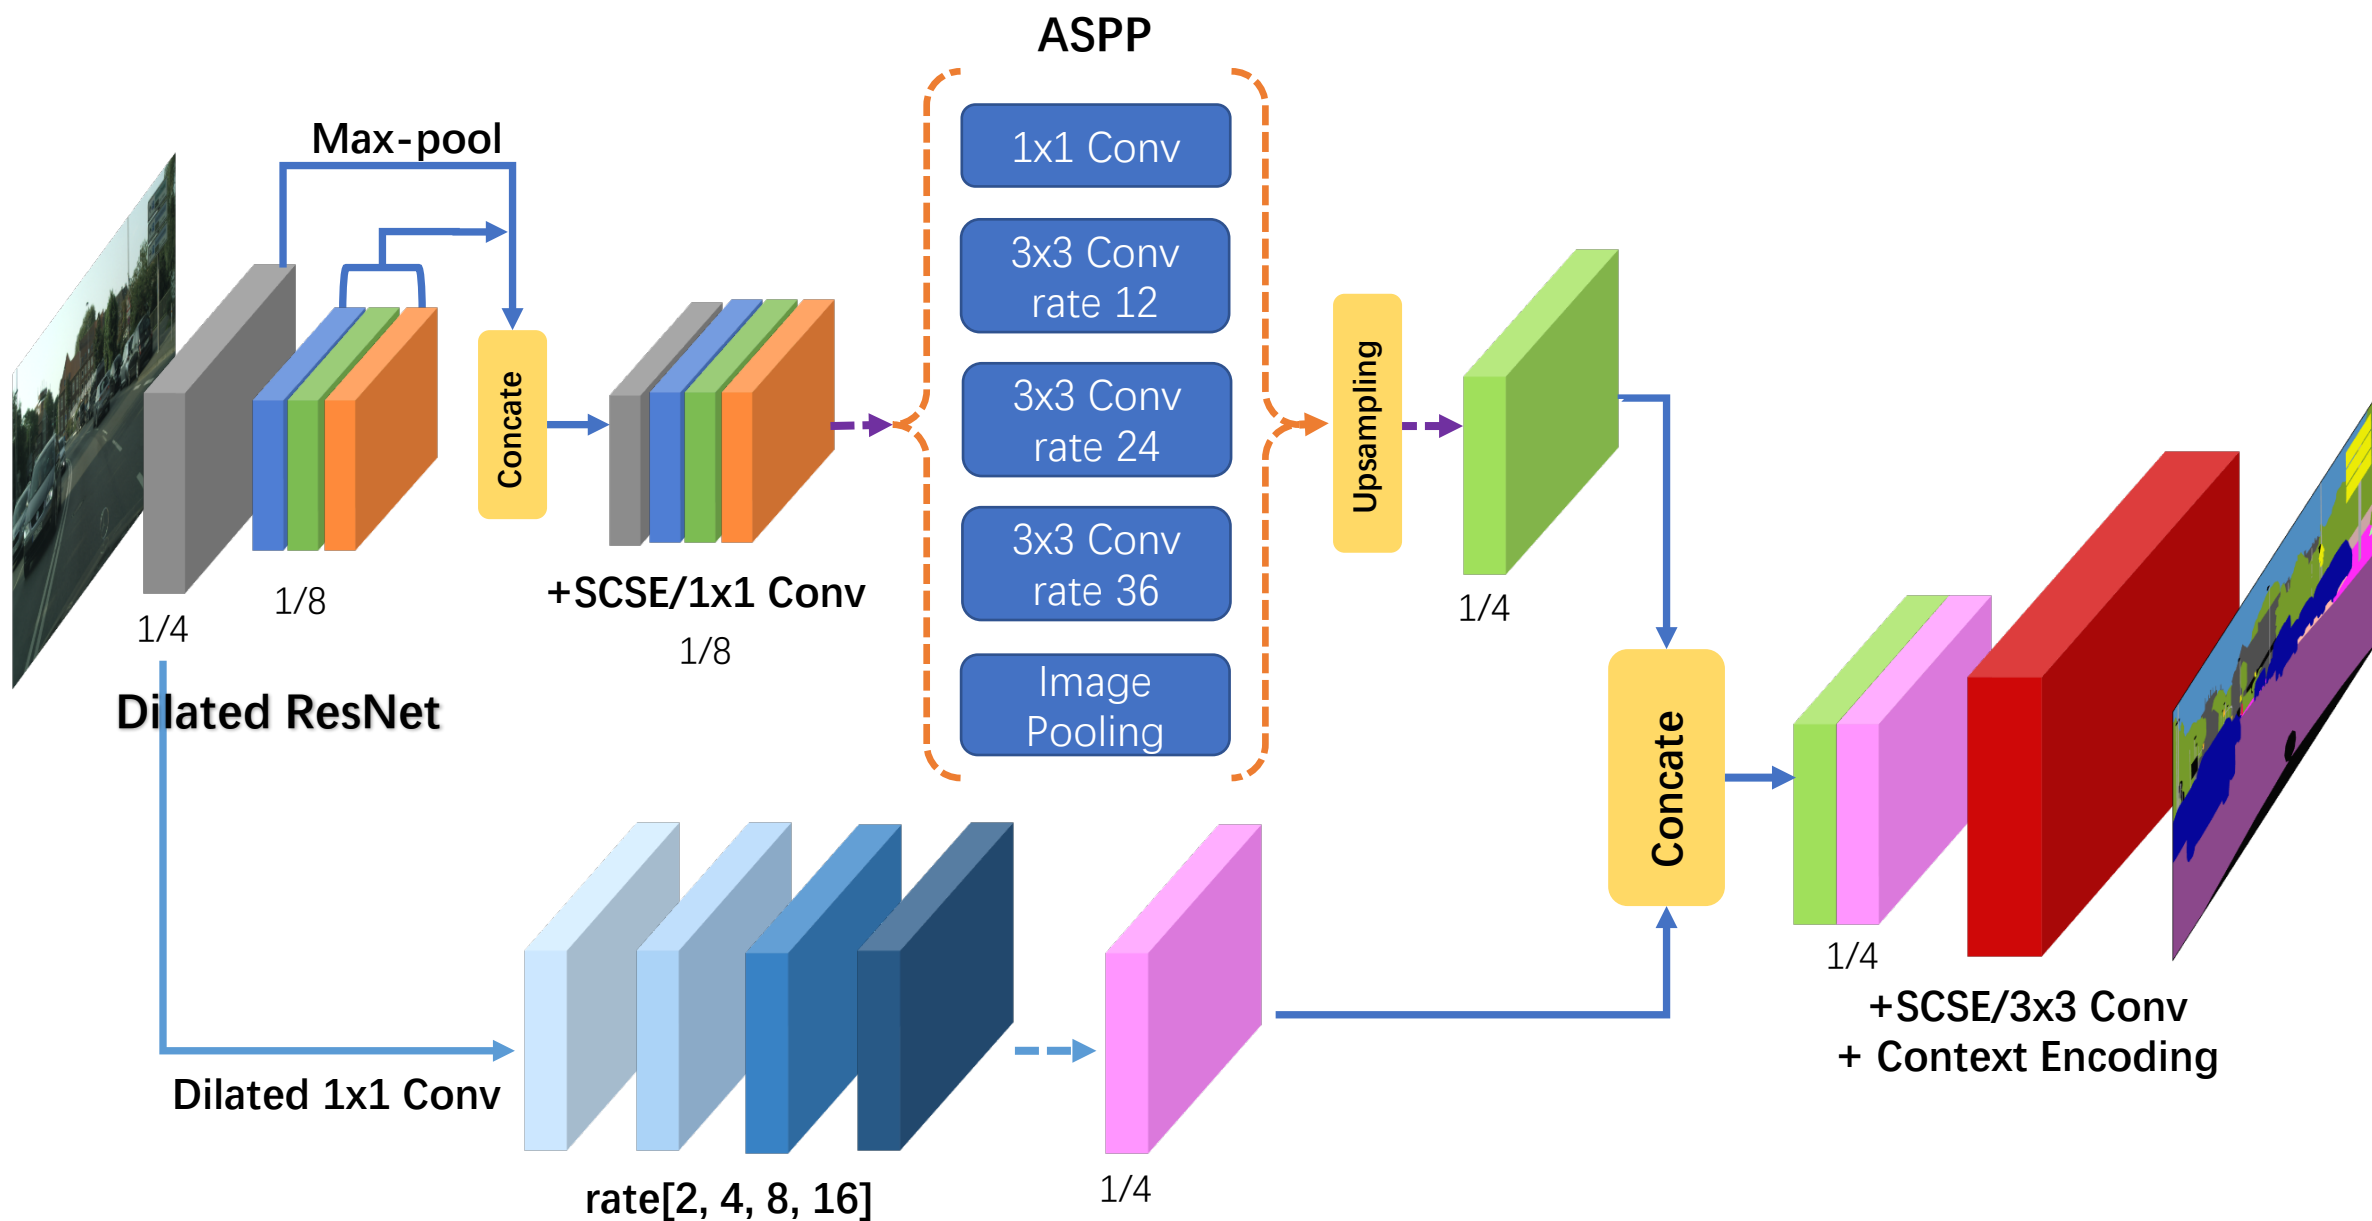 ASPP
Max-pool
1x1 Conv
3x3 Conv
rate 12
3x3 Conv
rate 24
3x3 Conv
rate 36
Image
Pooling
Concate
Upsampling
1/4
1/8
+SCSE/1x1 Conv
1/8
1/4
Dilated ResNet
Concate
1/4
+SCSE/3x3 Conv
+ Context Encoding
Dilated 1x1 Conv
rate[2, 4, 8, 16]
1/4